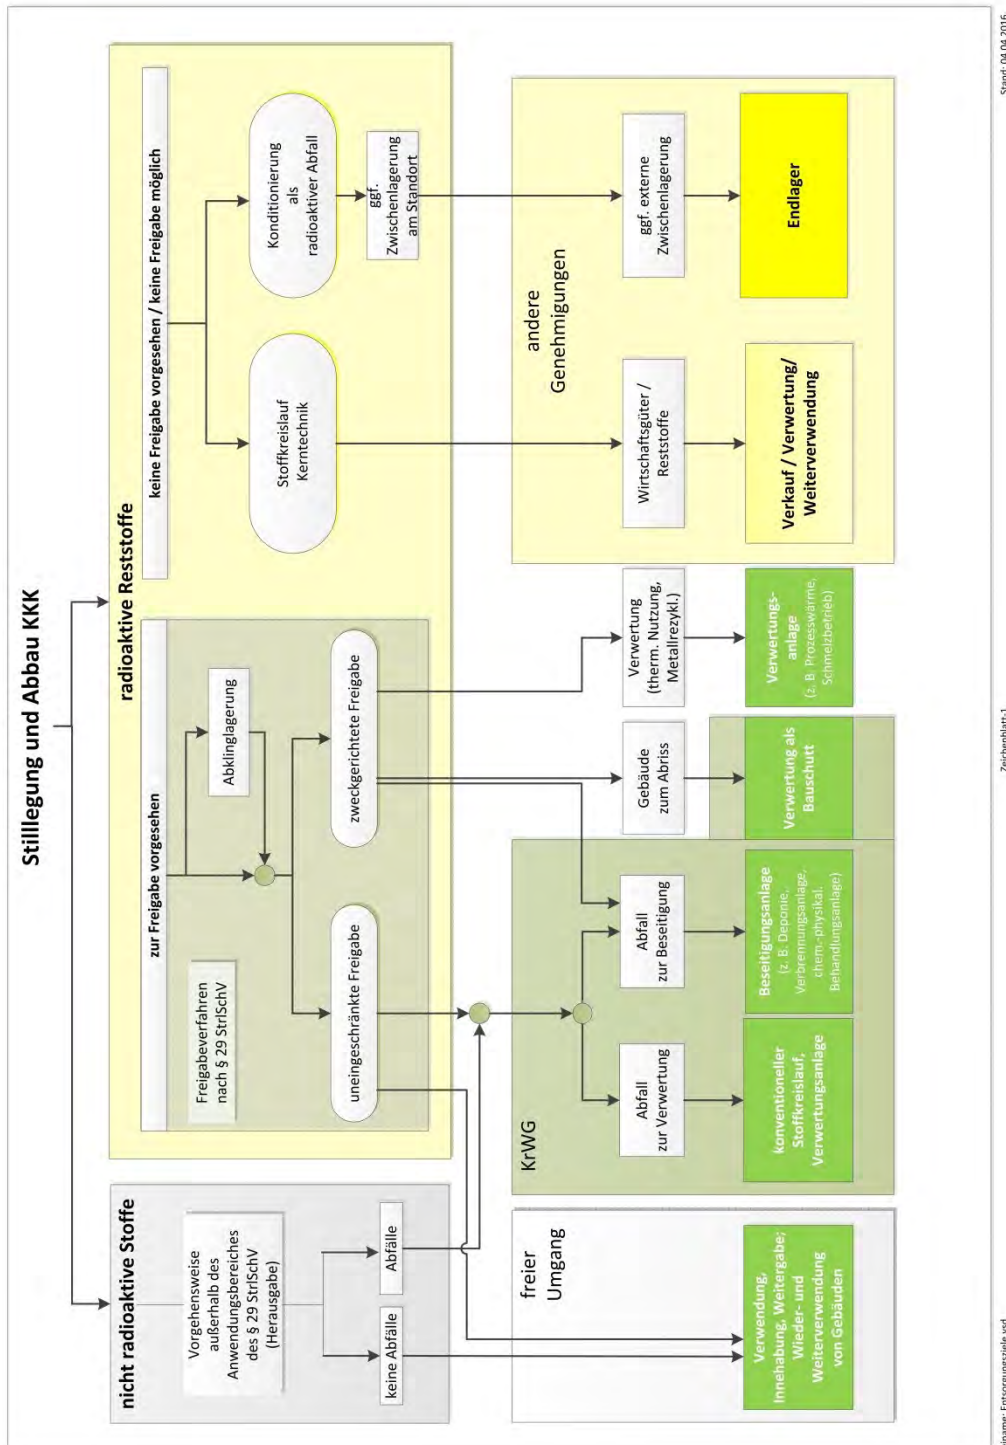 Stilllegung und Abbau KKK
nicht radioaktive Stoffe
Vorgehensweise
außerhalb des
Anwendungsbereiches
des § 29 StrlSchV
(Herausgabe)
keine Abfälle
Abfälle
radioaktive Reststoffe
zur Freigabe vorgesehen
Freigabeverfahren
nach § 29 StrlSchV
Abklinglagerung
uneingeschränkte Freigabe
zweckgerichtete Freigabe
keine Freigabe vorgesehen / keine Freigabe möglich
Stoffkreislauf
Kerntechnik
Konditionierung
als
radioaktiver Abfall
ggf.
Zwischenlagerung
am Standort
freier
Umgang
Verwendung,
Innehabung, Weitergabe;
Wieder- und
Weiterverwendung
von Gebäuden
KrWG
Abfall
zur Verwertung
Abfall
zur Beseitigung
konventioneller
Stoffkreislauf,
Verwertungsanlage
Beseitigungsanlage
(z. B. Deponie,
Verbrennungsanlage,
chem.-physikal.
Behandlungsanlage)
Gebäude
zum Abriss
Verwertung als
Bauschutt
Verwertung
(therm. Nutzung,
Metallrezykl.)
Verwertungs-
anlage
(z. B. Prozesswärme,
Schmelzbetrieb)
andere
Genehmigungen
Wirtschaftsgüter /
Reststoffe
Verkauf / Verwertung/
Weiterverwendung
ggf. externe
Zwischenlagerung
Endlager
Entsorgungsziele.vsd
Zeichenblatt-1
Stand: 04.04.2016